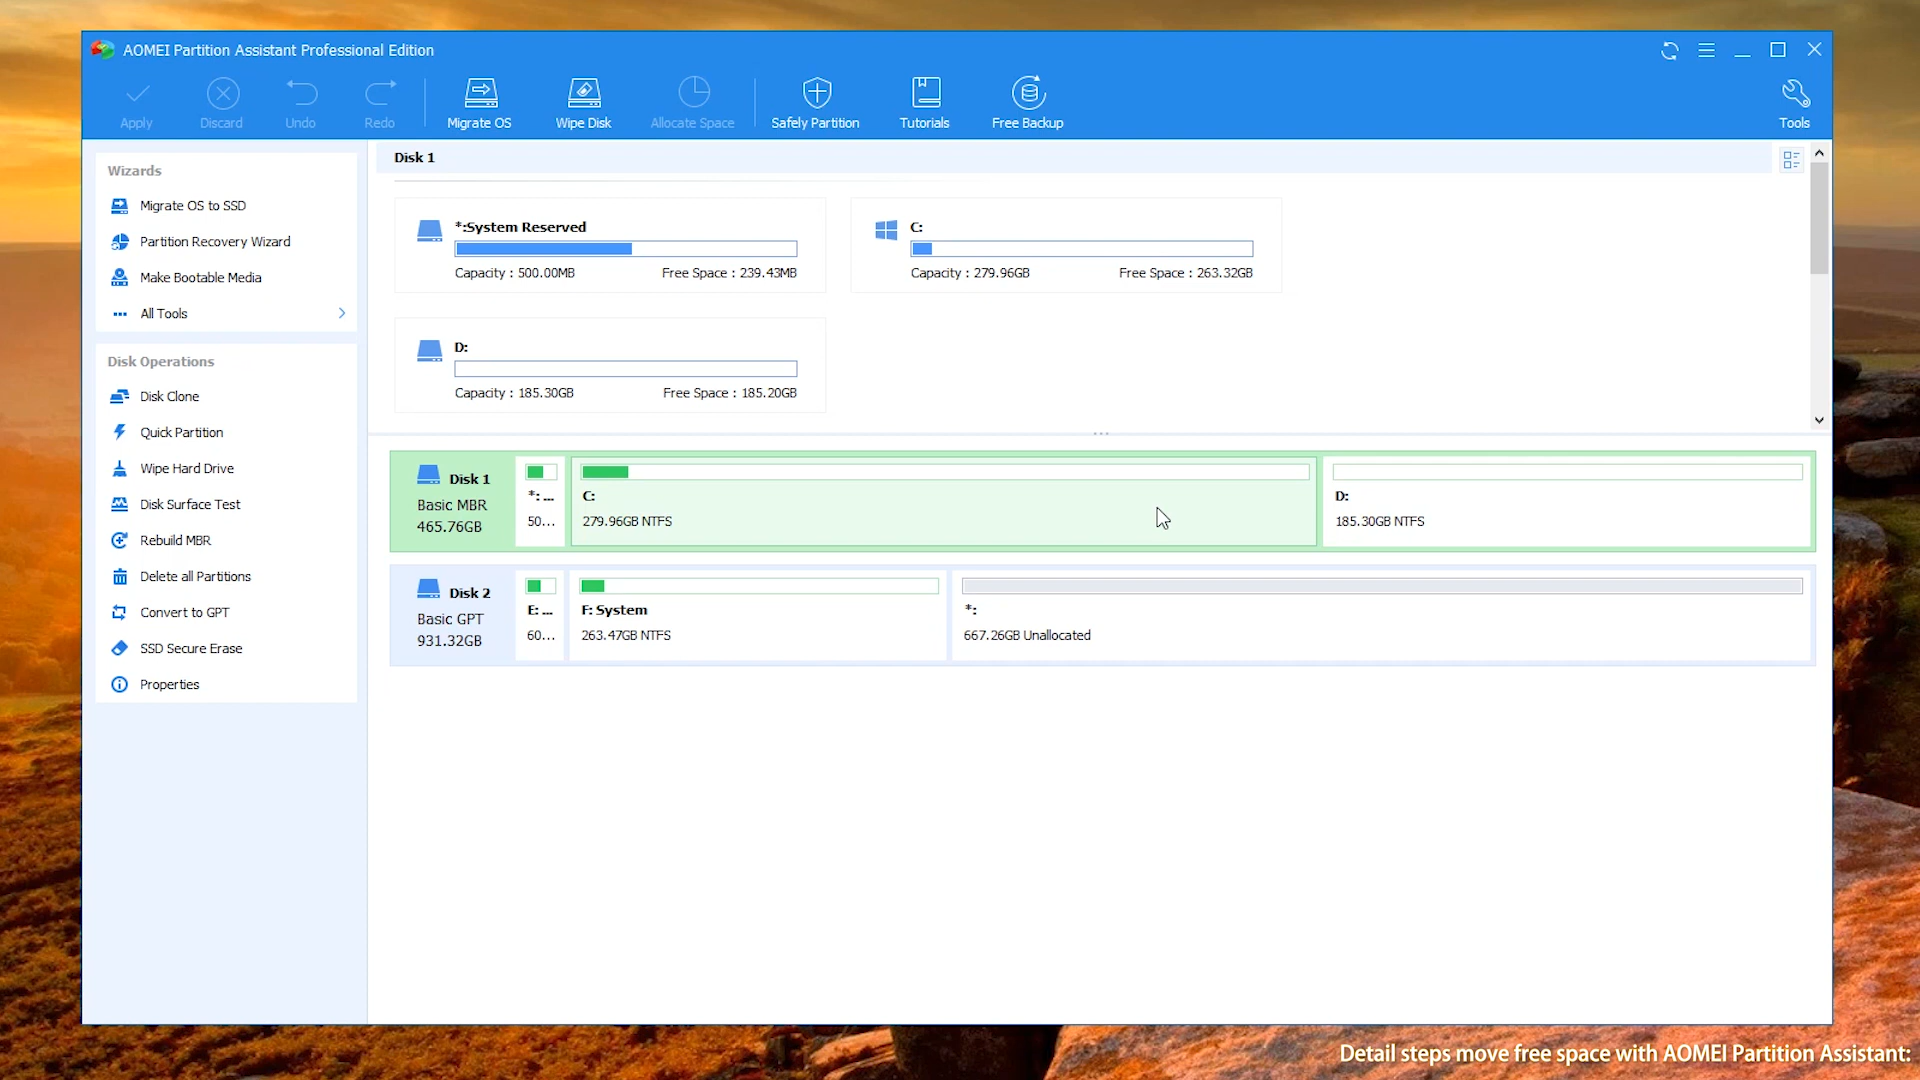 AOMEI Partition Assistant Professional Edition
Apply
Discard
Undo
Redo
Migrate OS
Wipe Disk
Allocate Space
Safely Partition
Tutorials
Free Backup
Tools
Wizards
Migrate OS to SSD
Partition Recovery Wizard
Make Bootable Media
All Tools
Disk Operations
Disk Clone
Quick Partition
Wipe Hard Drive
Disk Surface Test
Rebuild MBR
Delete all Partitions
Convert to GPT
SSD Secure Erase
Properties
Disk 1
*:System Reserved
Capacity : 500.00MB Free Space : 239.43MB
C:
Capacity : 279.96GB Free Space : 263.32GB
D:
Capacity : 185.30GB Free Space : 185.20GB
Disk 1
Basic MBR
465.76GB
*: ...
50...
C:
279.96GB NTFS
D:
185.30GB NTFS
Disk 2
Basic GPT
931.32GB
E: ...
60...
F: System
263.47GB NTFS
*:
667.26GB Unallocated
Detail steps move free space with AOMEI Partition Assistant: